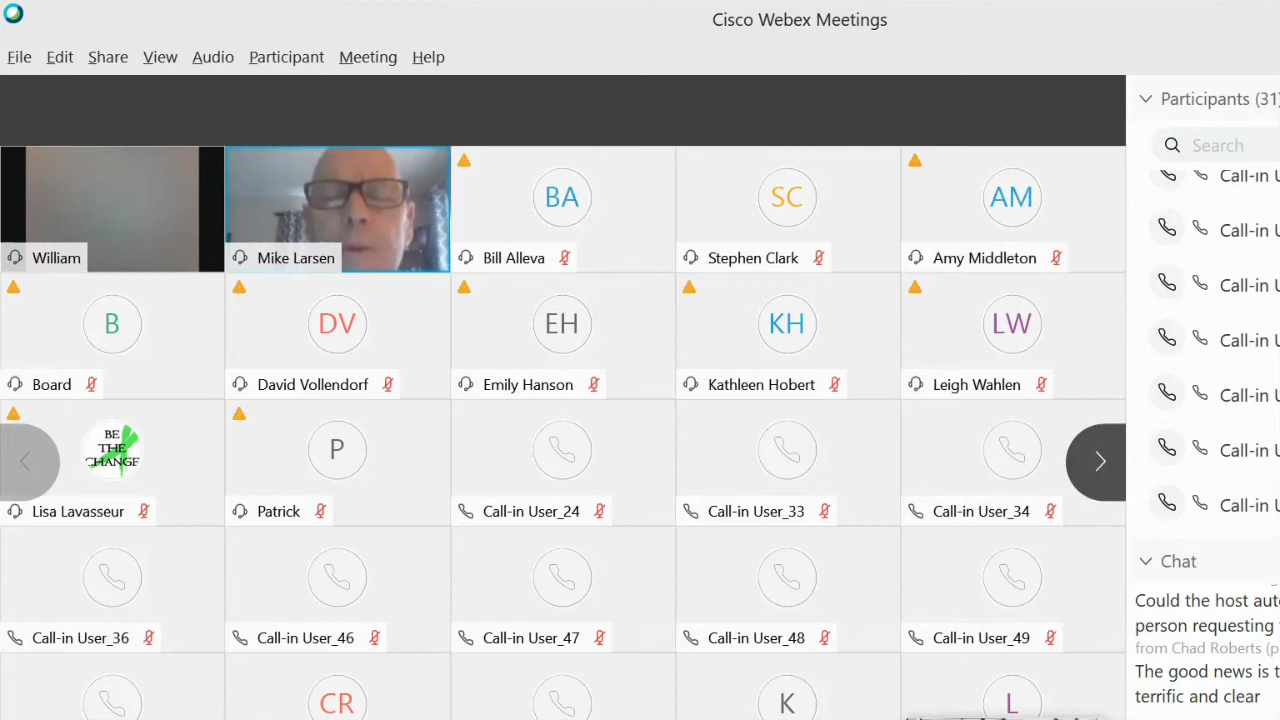 Cisco Webex Meetings
File Edit Share View Audio Participant Meeting Help
Participants (31)
Search
Call-in U
Call-in U
Call-in U
Call-in U
Call-in U
Call-in U
Call-in U
William
Mike Larsen
BA
Bill Alleva
SC
Stephen Clark
AM
Amy Middleton
B
Board
DV
David Vollendorf
EH
Emily Hanson
KH
Kathleen Hobert
LW
Leigh Wahlen
BE
THE
CHANGE
Lisa Lavasseur
P
Patrick
Call-in User_24
Call-in User_33
Call-in User_34
Call-in User_36
Call-in User_46
Call-in User_47
Call-in User_48
Call-in User_49
CR
K
L
Chat
Could the host aut
person requesting
from Chad Roberts (p
The good news is t
terrific and clear